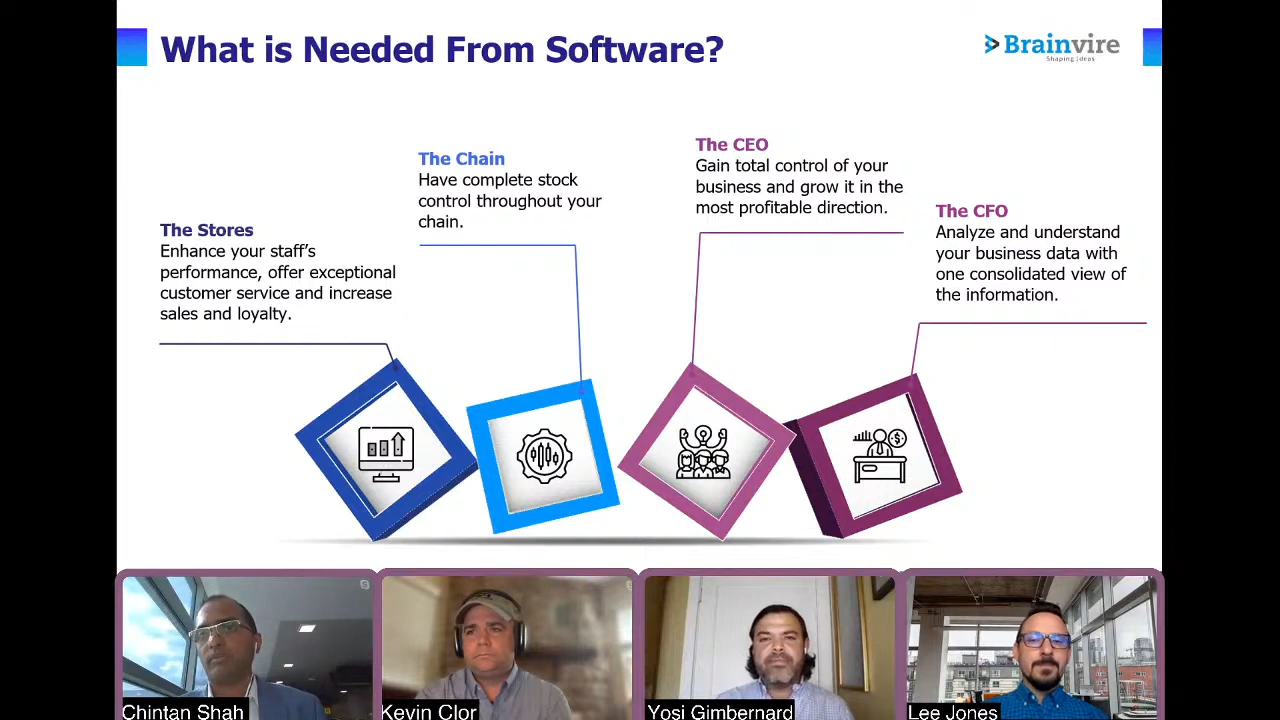 What is Needed From Software?
Brainvire
Shaping Ideas
The Stores
Enhance your staff’s
performance, offer exceptional
customer service and increase
sales and loyalty.
The Chain
Have complete stock
control throughout your
chain.
The CEO
Gain total control of your
business and grow it in the
most profitable direction.
The CFO
Analyze and understand
your business data with
one consolidated view of
the information.
Chintan Shah
Kevin Clor
Yosi Gimbernard
Lee Jones